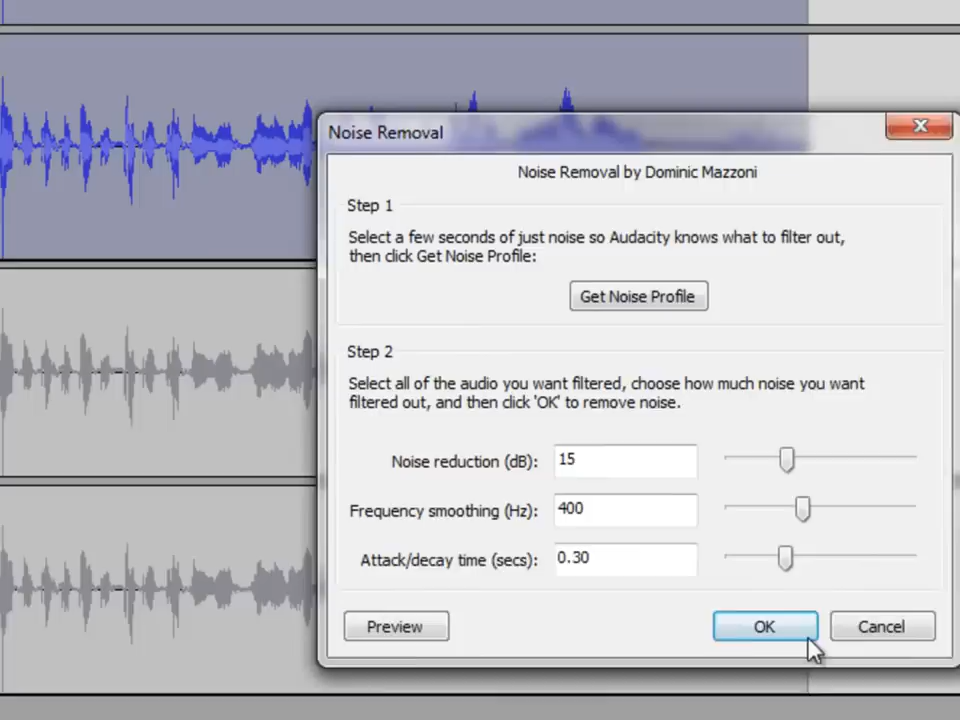 Noise Removal
Noise Removal by Dominic Mazzoni
Step 1
Select a few seconds of just noise so Audacity knows what to filter out,
then click Get Noise Profile:
Get Noise Profile
Step 2
Select all of the audio you want filtered, choose how much noise you want
filtered out, and then click 'OK' to remove noise.
Noise reduction (dB): 15
Frequency smoothing (Hz): 400
Attack/decay time (secs): 0.30
Preview OK Cancel